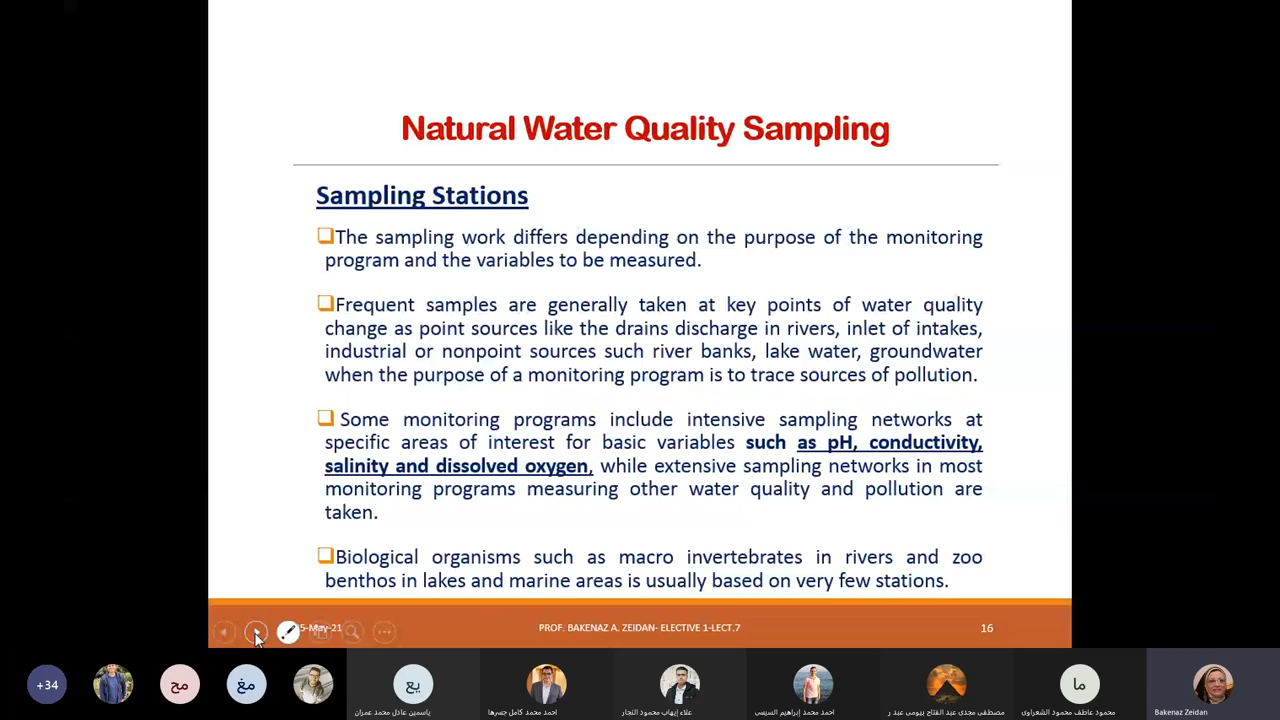 Natural Water Quality Sampling
Sampling Stations
The sampling work differs depending on the purpose of the monitoring
program and the variables to be measured.
Frequent samples are generally taken at key points of water quality
change as point sources like the drains discharge in rivers, inlet of intakes,
industrial or nonpoint sources such river banks, lake water, groundwater
when the purpose of a monitoring program is to trace sources of pollution.
Some monitoring programs include intensive sampling networks at
specific areas of interest for basic variables such as pH, conductivity,
salinity and dissolved oxygen, while extensive sampling networks in most
monitoring programs measuring other water quality and pollution are
taken.
Biological organisms such as macro invertebrates in rivers and zoo
benthos in lakes and marine areas is usually based on very few stations.
5-May-21
PROF. BAKENAZ A. ZEIDAN- ELECTIVE 1-LECT.7
16
+34
مح
مغ
يع
ما
ياسمين عادل محمد عمران
احمد محمد كامل جسرها
علاء إيهاب محمود النجار
احمد محمد إبراهيم السيسى
مصطفى مجدى عبد الفتاح بيومى عبد ر
محمود عاطف محمود الشعراوى
Bakenaz Zeidan